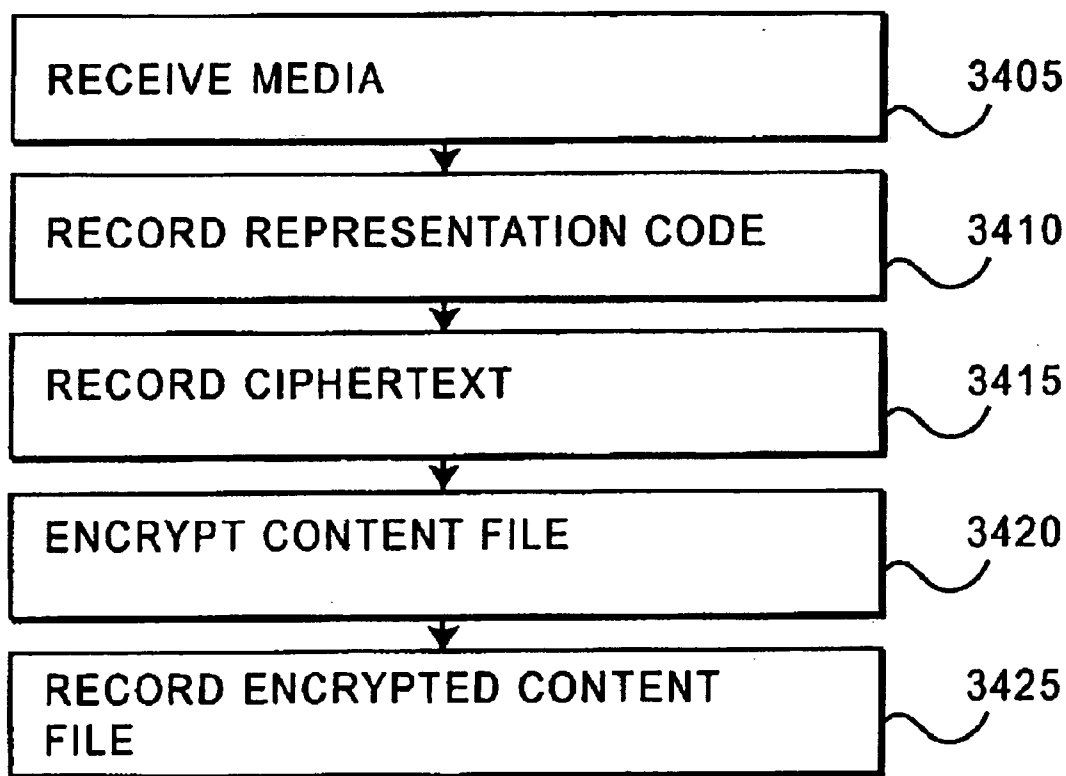 RECEIVE MEDIA
3405
RECORD REPRESENTATION CODE
3410
RECORD CIPHERTEXT
3415
ENCRYPT CONTENT FILE
3420
RECORD ENCRYPTED CONTENT
FILE
3425